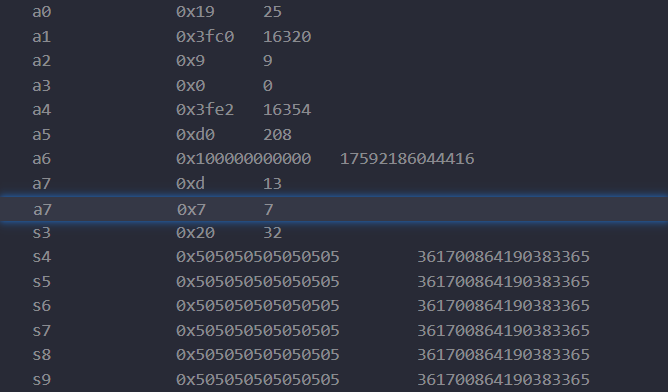 a0 0x19 25
a1 0x3fc0 16320
a2 0x9 9
a3 0x0 0
a4 0x3fe2 16354
a5 0xd0 208
a6 0x100000000000 17592186044416
a7 0xd 13
a7 0x7 7
s3 0x20 32
s4 0x505050505050505 361700864190383365
s5 0x505050505050505 361700864190383365
s6 0x505050505050505 361700864190383365
s7 0x505050505050505 361700864190383365
s8 0x505050505050505 361700864190383365
s9 0x505050505050505 361700864190383365